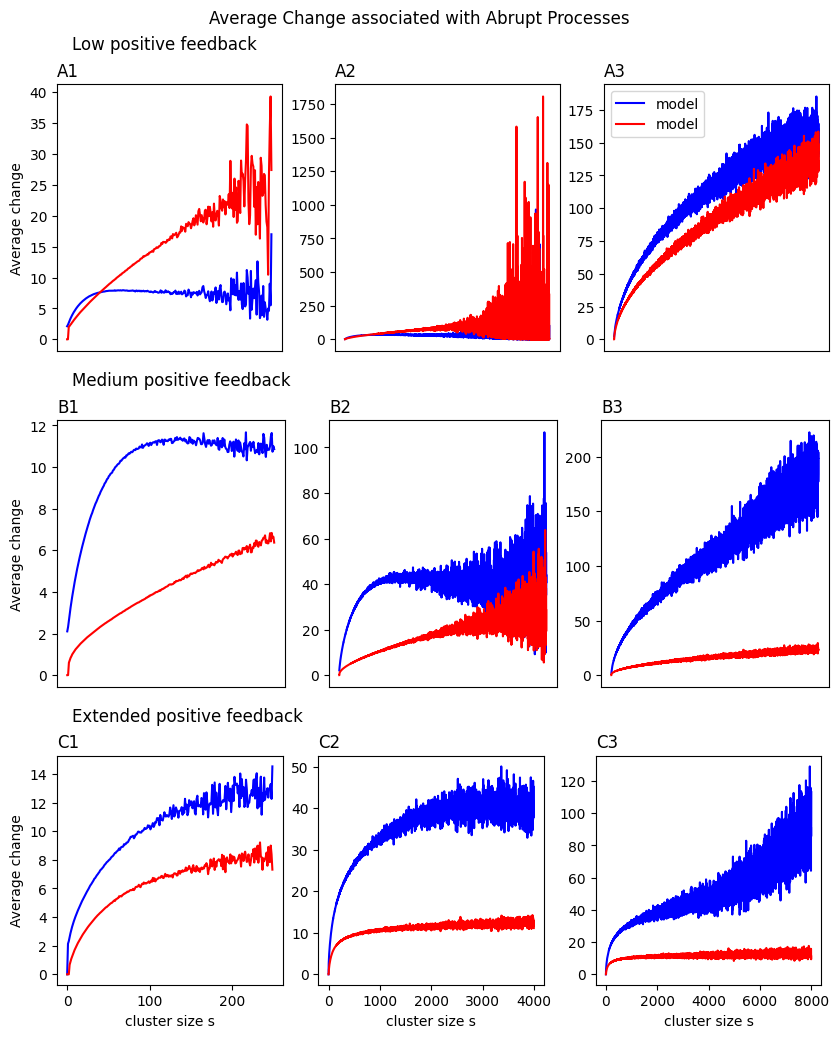 Average Change associated with Abrupt Processes
Low positive feedback
A1
A2
A3
Average change
40
35
30
25
20
15
10
5
0
1750
1500
1250
1000
750
500
250
0
175
150
125
100
75
50
25
0
model
model
Medium positive feedback
B1
B2
B3
Average change
12
10
8
6
4
2
0
100
80
60
40
20
0
200
150
100
50
0
Extended positive feedback
C1
C2
C3
Average change
14
12
10
8
6
4
2
0
50
40
30
20
10
0
120
100
80
60
40
20
0
0 100 200
0 1000 2000 3000 4000
0 2000 4000 6000 8000
cluster size s
cluster size s
cluster size s